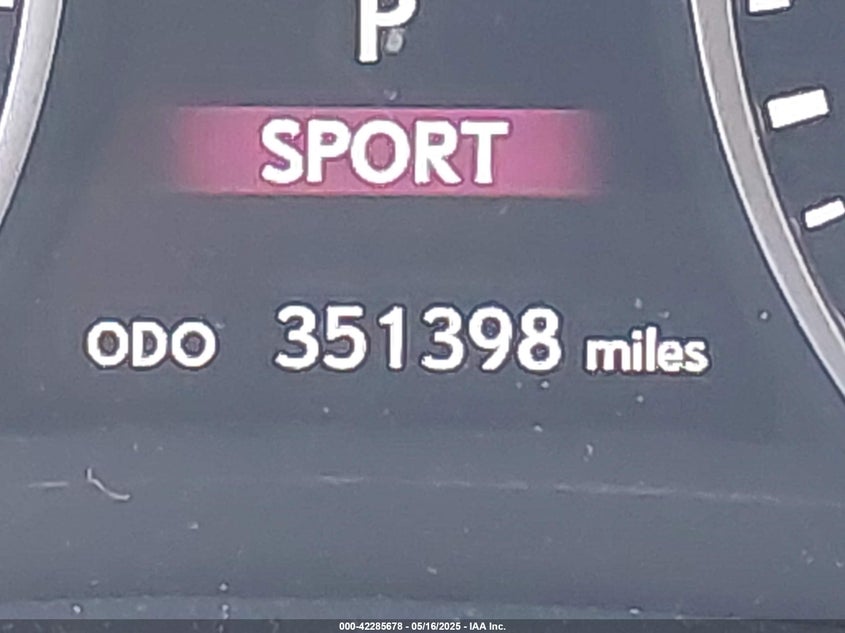 P
SPORT
ODO 351398 miles
000-42285678 - 05/16/2025 - IAA Inc.